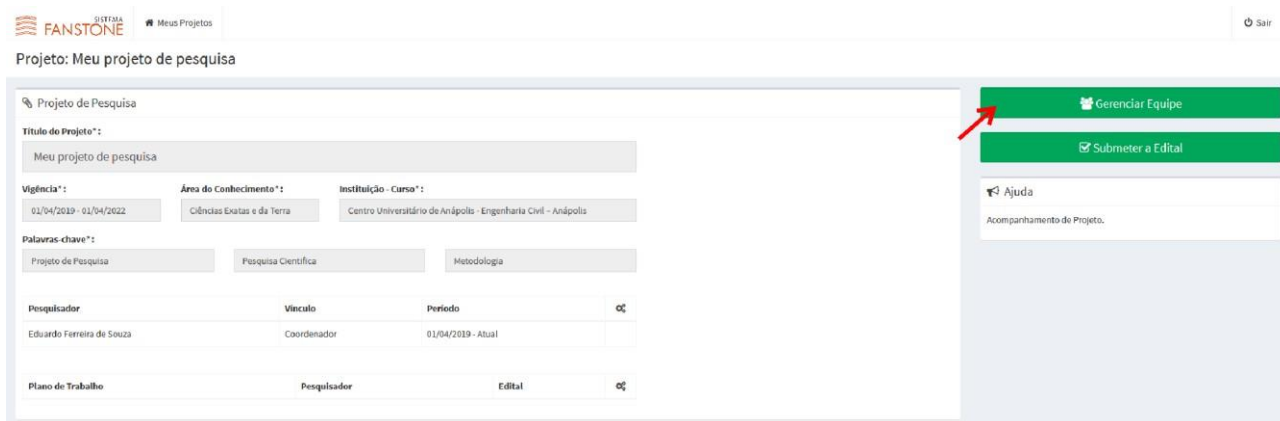 SISTEMA
FANSTONE
Meus Projetos
Sair
Projeto: Meu projeto de pesquisa
Projeto de Pesquisa
Título do Projeto*:
Meu projeto de pesquisa
Vigência*: Área do Conhecimento*: Instituição - Curso*:
01/04/2019 - 01/04/2022 Ciências Exatas e da Terra Centro Universitário de Anápolis - Engenharia Civil - Anápolis
Palavras-chave*:
Projeto de Pesquisa Pesquisa Cientifica Metodologia
Pesquisador Vínculo Período
Eduardo Ferreira de Souza Coordenador 01/04/2019 - Atual
Plano de Trabalho Pesquisador Edital
Gerenciar Equipe
Submeter a Edital
Ajuda
Acompanhamento de Projeto.